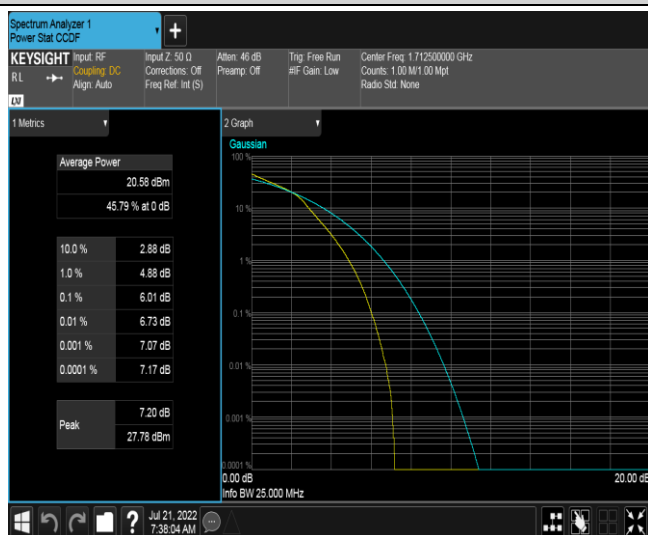 Spectrum Analyzer 1
Power Stat CCDF
+
KEYSIGHT
R L
LXI
Input: RF
Coupling: DC
Align: Auto
Input Z: 50 Ω
Corrections: Off
Freq Ref: Int (S)
Atten: 46 dB
Preamp: Off
Trig: Free Run
#IF Gain: Low
Center Freq: 1.712500000 GHz
Counts: 1.00 M/1.00 Mpt
Radio Std: None
1 Metrics
Average Power
20.58 dBm
45.79 % at 0 dB
10.0 % 2.88 dB
1.0 % 4.88 dB
0.1 % 6.01 dB
0.01 % 6.73 dB
0.001 % 7.07 dB
0.0001 % 7.17 dB
Peak
7.20 dB
27.78 dBm
2 Graph
Gaussian
100 %
10 %
1 %
0.1 %
0.01 %
0.001 %
0.0001 %
0.00 dB
20.00 dB
Info BW 25.000 MHz
?
Jul 21, 2022
7:38:04 AM